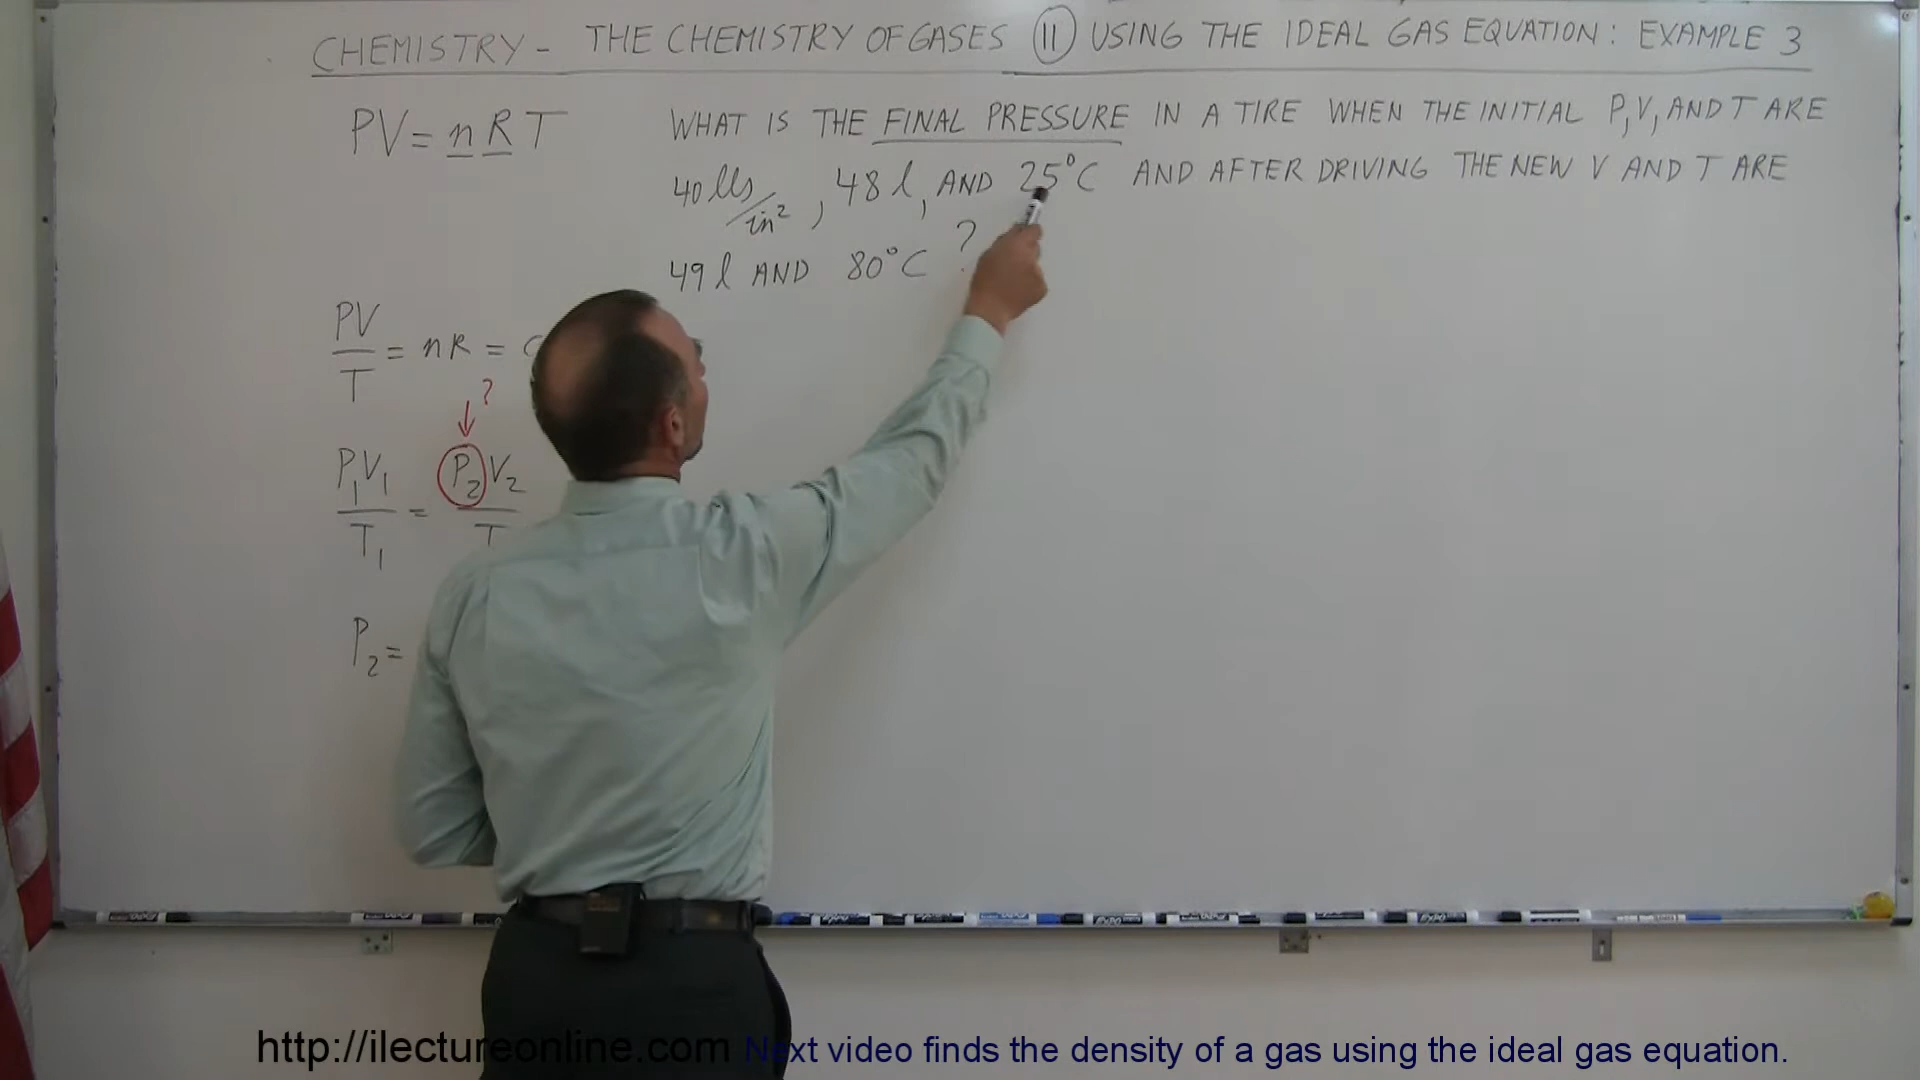 CHEMISTRY - THE CHEMISTRY OF GASES (11) USING THE IDEAL GAS EQUATION: EXAMPLE 3
PV = nRT
WHAT IS THE FINAL PRESSURE IN A TIRE WHEN THE INITIAL P, V, AND T ARE
40 lbs/in², 48 l, AND 25°C AND AFTER DRIVING THE NEW V AND T ARE
49 l AND 80°C ?
PV/T = nR = C
?
P₁V₁/T₁ = P₂V₂/T
P₂ =
http://ilectureonline.com Next video finds the density of a gas using the ideal gas equation.